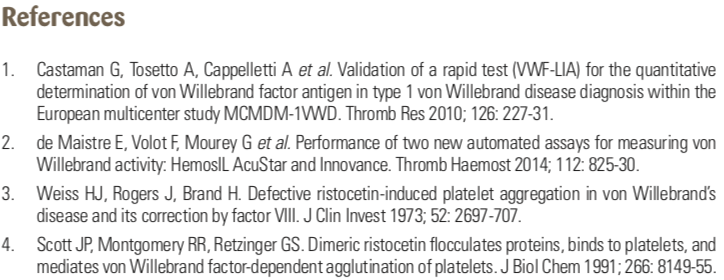 References
1. Castaman G, Tosetto A, Cappelletti A et al. Validation of a rapid test (VWF-LIA) for the quantitative
determination of von Willebrand factor antigen in type 1 von Willebrand disease diagnosis within the
European multicenter study MCMDM-1VWD. Thromb Res 2010; 126: 227-31.
2. de Maistre E, Volot F, Mourey G et al. Performance of two new automated assays for measuring von
Willebrand activity: HemosIL AcuStar and Innovance. Thromb Haemost 2014; 112: 825-30.
3. Weiss HJ, Rogers J, Brand H. Defective ristocetin-induced platelet aggregation in von Willebrand's
disease and its correction by factor VIII. J Clin Invest 1973; 52: 2697-707.
4. Scott JP, Montgomery RR, Retzinger GS. Dimeric ristocetin flocculates proteins, binds to platelets, and
mediates von Willebrand factor-dependent agglutination of platelets. J Biol Chem 1991; 266: 8149-55.